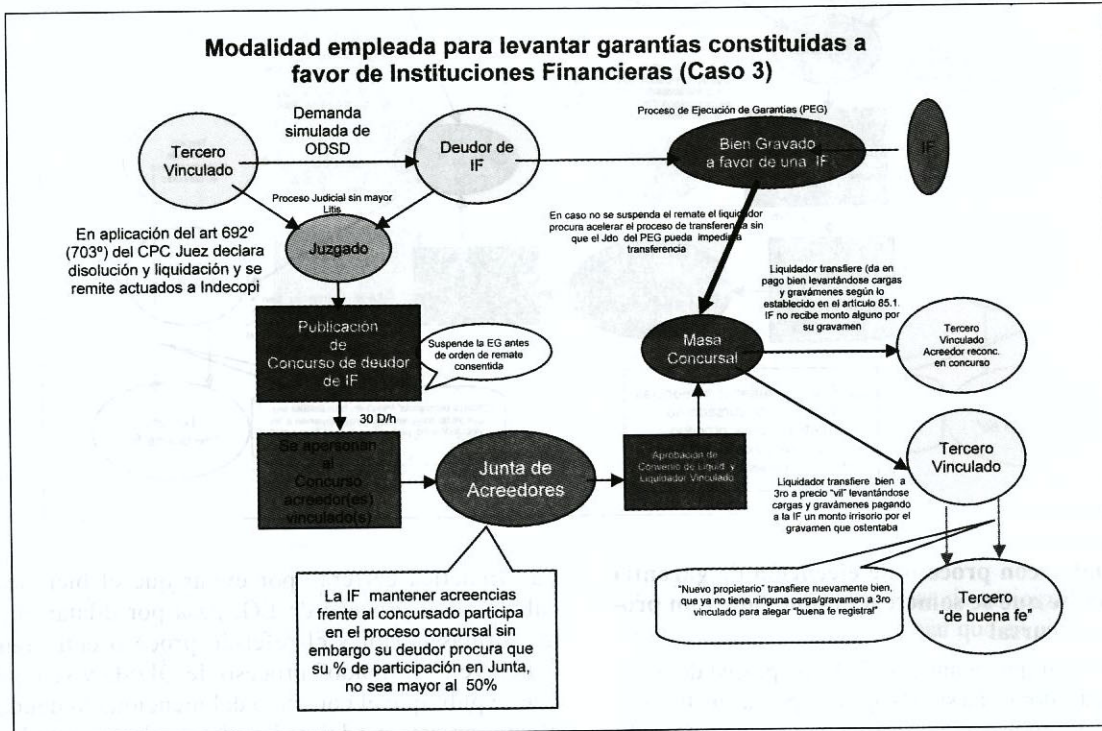 Modalidad empleada para levantar garantías constituidas a
favor de Instituciones Financieras (Caso 3)
Tercero
Vinculado
Demanda
simulada de
ODSD
Deudor de
IF
Proceso de Ejecución de Garantías (PEG)
Bien Gravado
a favor de una IF
IF
Proceso Judicial sin mayor
Litis
Juzgado
En aplicación del art 692º
(703º) del CPC Juez declara
disolución y liquidación y se
remite actuados a Indecopi
En caso no se suspenda el remate el liquidador
procura acelerar el proceso de transferencia sin
que el Jdo del PEG pueda impedir la
transferencia
Publicación
de
Concurso de deudor
de IF
Suspende la EG antes
de orden de remate
consentida
Masa
Concursal
Liquidador transfiere (da en
pago bien levantándose cargas
y gravámenes según lo
establecido en el artículo 85.1.
IF no recibe monto alguno por
su gravamen
Tercero
Vinculado
Acreedor reconc.
en concurso
30 D/h
Se apersonan
al
Concurso
acreedor(es)
vinculado(s)
Junta de
Acreedores
Aprobación de
Convenio de Liquid. y
Liquidador Vinculado
Tercero
Vinculado
Liquidador transfiere bien a
3ro a precio "vil" levantándose
cargas y gravámenes pagando
a la IF un monto irrisorio por el
gravamen que ostentaba
La IF mantener acreencias
frente al concursado participa
en el proceso concursal sin
embargo su deudor procura que
su % de participación en Junta,
no sea mayor al 50%
"Nuevo propietario" transfiere nuevamente bien,
que ya no tiene ninguna carga/gravamen a 3ro
vinculado para alegar "buena fe registral"
Tercero
"de buena fe"